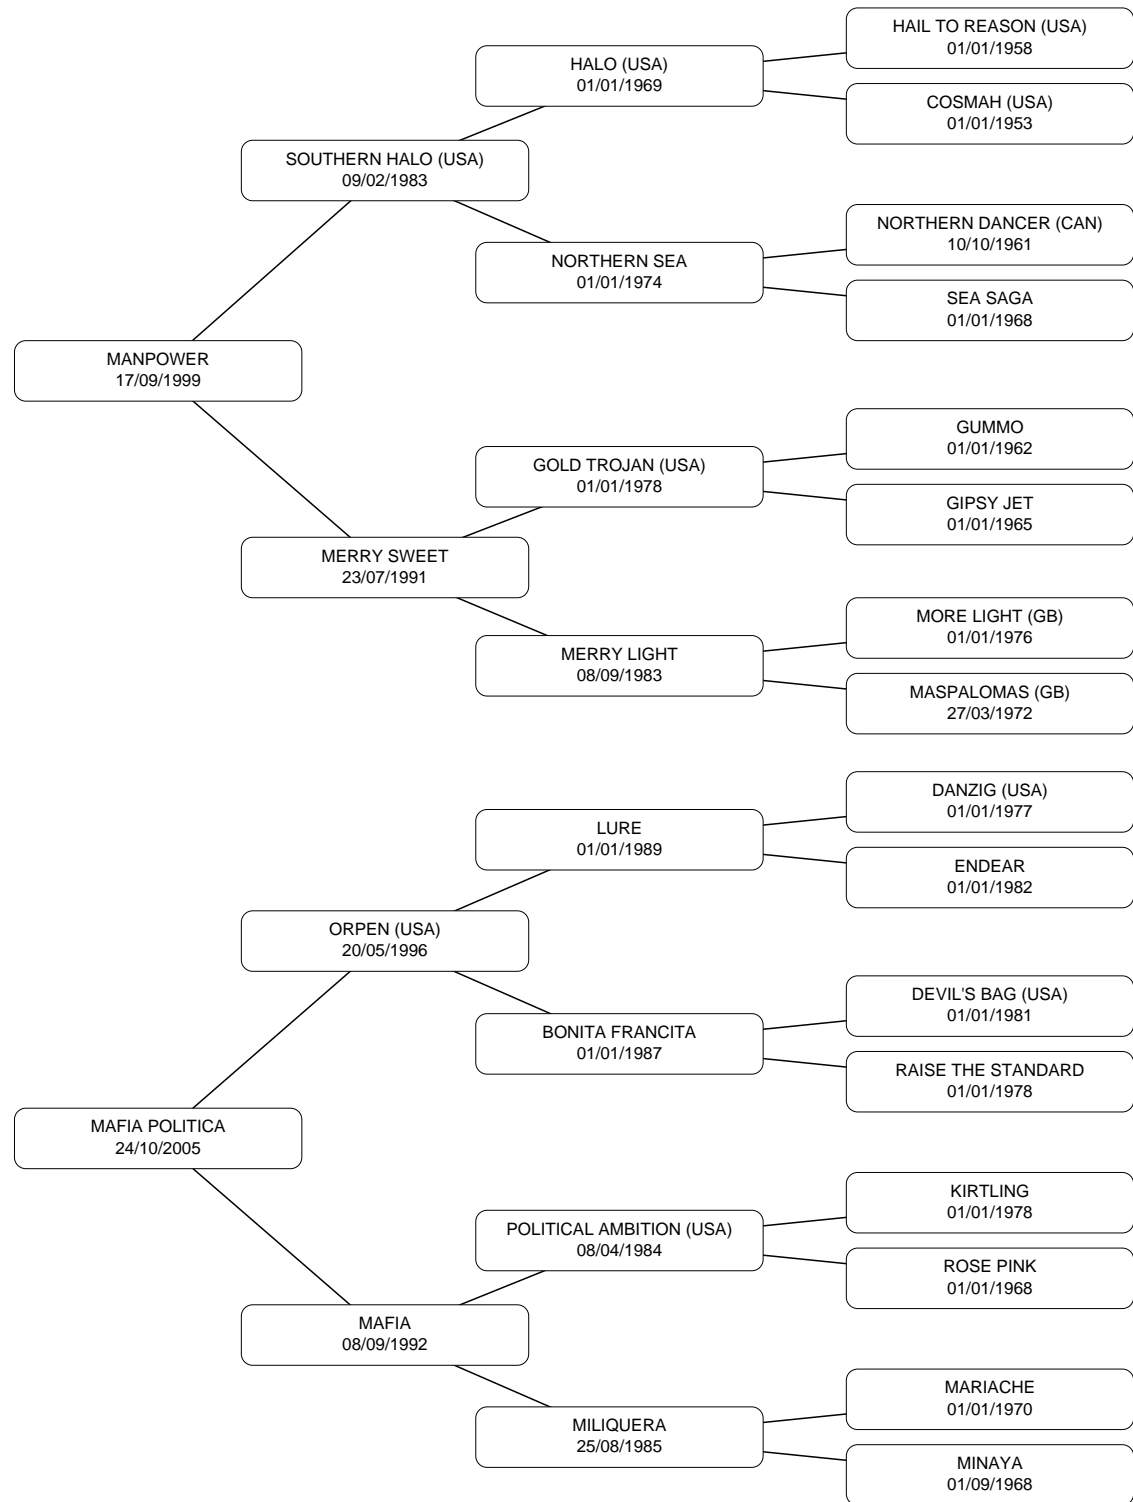 HAIL TO REASON (USA)
01/01/1958
HALO (USA)
01/01/1969
COSMAH (USA)
01/01/1953
SOUTHERN HALO (USA)
09/02/1983
NORTHERN DANCER (CAN)
10/10/1961
NORTHERN SEA
01/01/1974
SEA SAGA
01/01/1968
MANPOWER
17/09/1999
GUMMO
01/01/1962
GOLD TROJAN (USA)
01/01/1978
GIPSY JET
01/01/1965
MERRY SWEET
23/07/1991
MORE LIGHT (GB)
01/01/1976
MERRY LIGHT
08/09/1983
MASPALOMAS (GB)
27/03/1972
DANZIG (USA)
01/01/1977
LURE
01/01/1989
ENDEAR
01/01/1982
ORPEN (USA)
20/05/1996
DEVIL'S BAG (USA)
01/01/1981
BONITA FRANCITA
01/01/1987
RAISE THE STANDARD
01/01/1978
MAFIA POLITICA
24/10/2005
KIRTLING
01/01/1978
POLITICAL AMBITION (USA)
08/04/1984
ROSE PINK
01/01/1968
MAFIA
08/09/1992
MARIACHE
01/01/1970
MILIQUERA
25/08/1985
MINAYA
01/09/1968